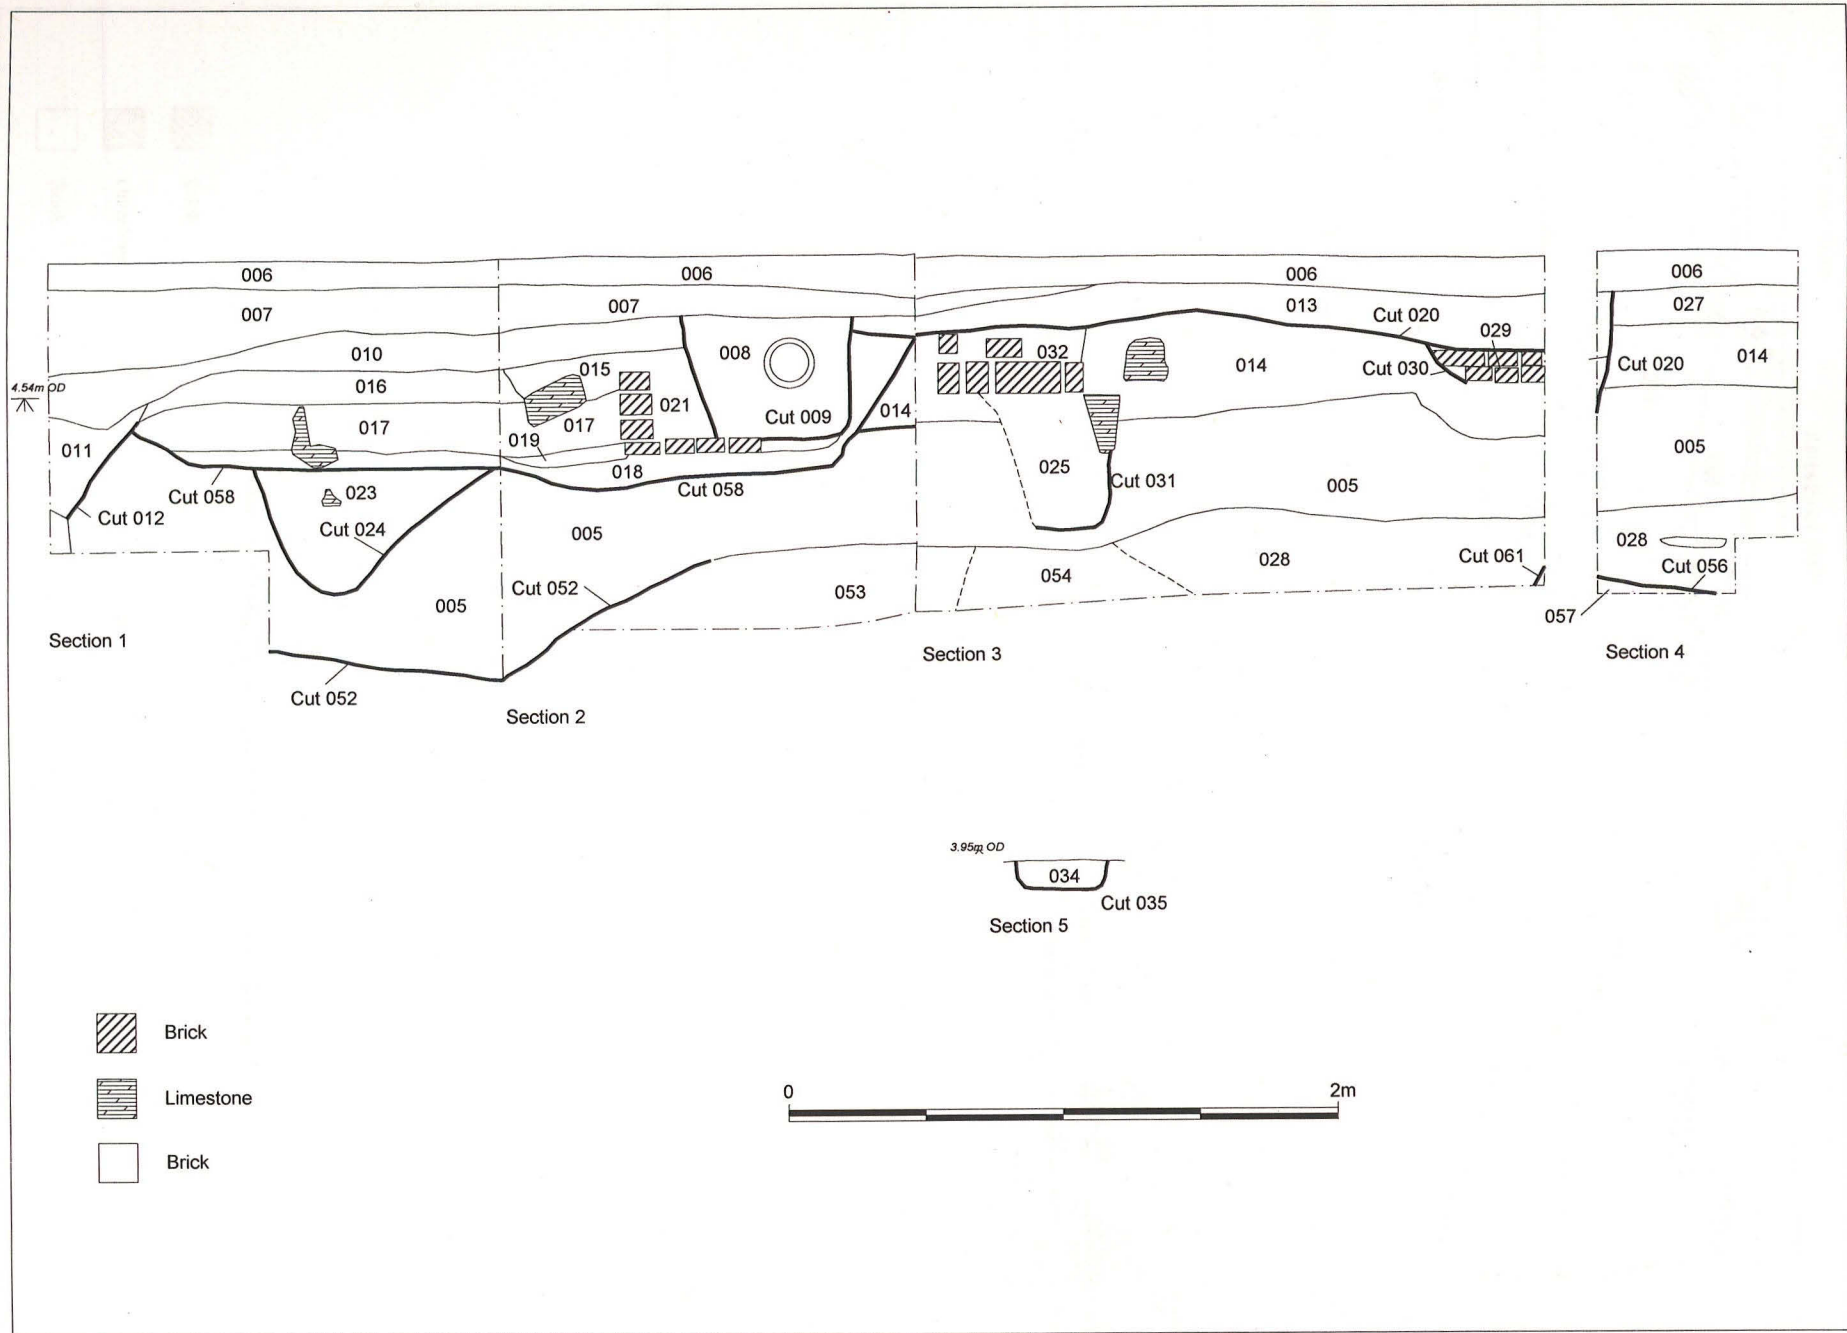 006
006
006
006
007
007
013
027
Cut 020
029
010
008
032
014
014
015
Cut 030
Cut 020
016
4.54m OD
021
014
017
017
Cut 009
011
019
005
018
025
Cut 031
005
Cut 058
023
Cut 058
Cut 012
Cut 024
005
028
028
Cut 061
Cut 056
054
Cut 052
053
005
057
Section 1
Section 3
Section 4
Cut 052
Section 2
3.95m OD
034
Cut 035
Section 5
Brick
Limestone
Brick
0
2m